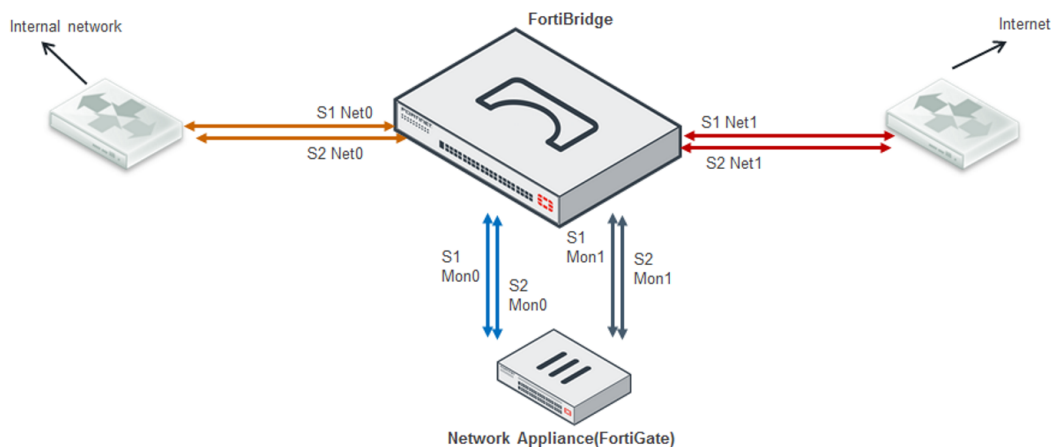 FortiBridge
Internal network
Internet
S1 Net0
S2 Net0
S1 Net1
S2 Net1
FORTINET
S1
Mon0
S2
Mon0
S1
Mon1
S2
Mon1
Network Appliance(FortiGate)